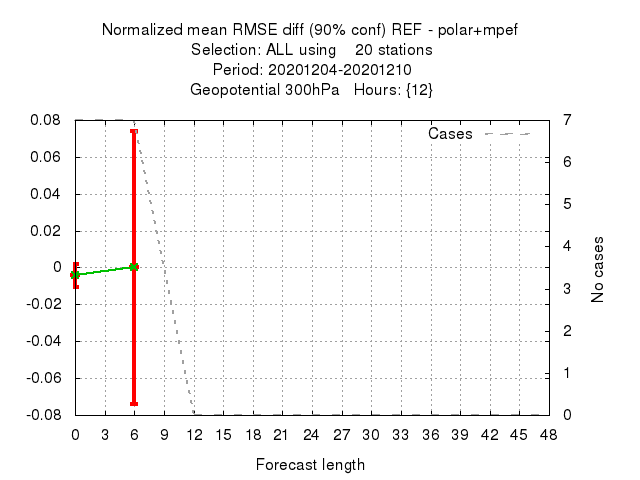 Normalized mean RMSE diff (90% conf) REF - polar+mpef
Selection: ALL using 20 stations
Period: 20201204-20201210
Geopotential 300hPa Hours: {12}
0.08
0.06
0.04
0.02
0
-0.02
-0.04
-0.06
-0.08
Cases
7
6
5
4
3
2
1
0
No cases
0 3 6 9 12 15 18 21 24 27 30 33 36 39 42 45 48
Forecast length